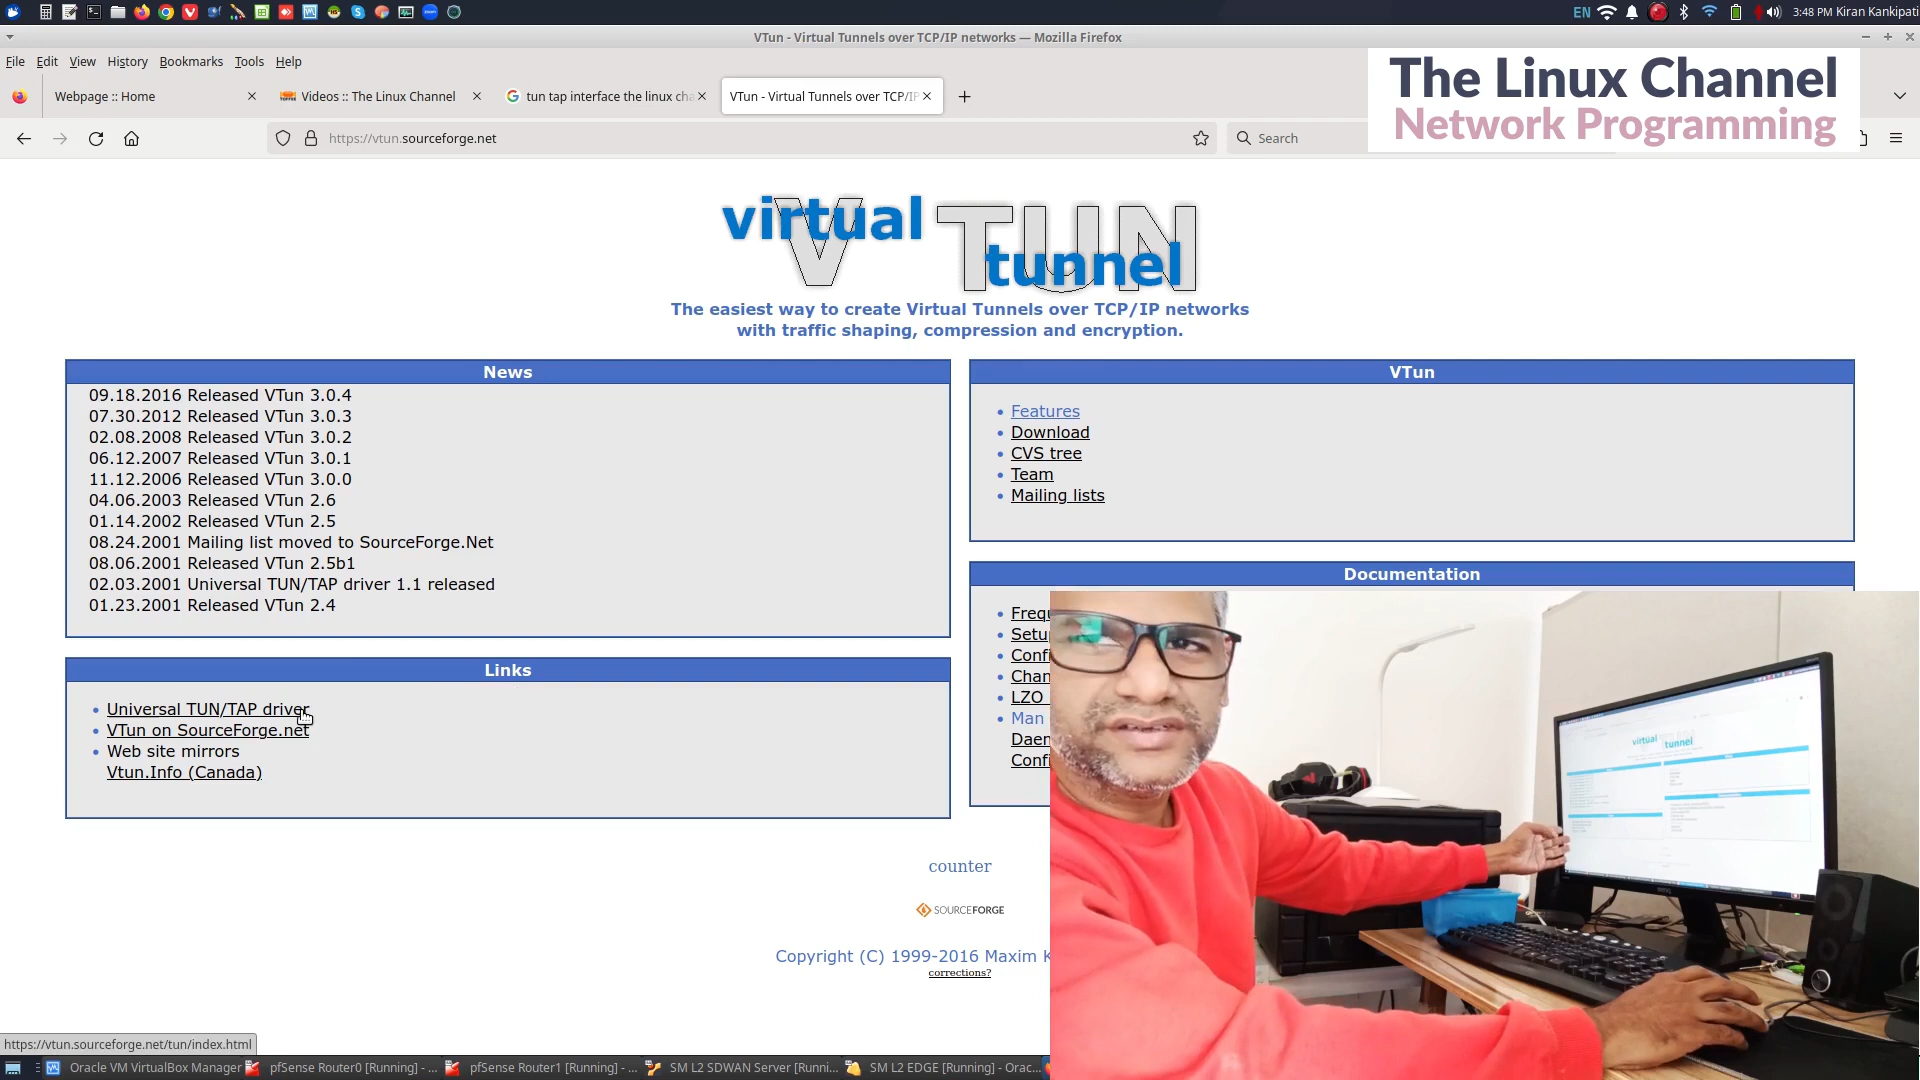 EN
3:48 PM Kiran Kankipati
VTun - Virtual Tunnels over TCP/IP networks — Mozilla Firefox
File Edit View History Bookmarks Tools Help
The Linux Channel
Network Programming
Webpage :: Home
Videos :: The Linux Channel
tun tap interface the linux cha
VTun - Virtual Tunnels over TCP/IP
https://vtun.sourceforge.net
Search
V TUN
virtual
tunnel
The easiest way to create Virtual Tunnels over TCP/IP networks
with traffic shaping, compression and encryption.
News
09.18.2016 Released VTun 3.0.4
07.30.2012 Released VTun 3.0.3
02.08.2008 Released VTun 3.0.2
06.12.2007 Released VTun 3.0.1
11.12.2006 Released VTun 3.0.0
04.06.2003 Released VTun 2.6
01.14.2002 Released VTun 2.5
08.24.2001 Mailing list moved to SourceForge.Net
08.06.2001 Released VTun 2.5b1
02.03.2001 Universal TUN/TAP driver 1.1 released
01.23.2001 Released VTun 2.4
VTun
Features
Download
CVS tree
Team
Mailing lists
Links
Universal TUN/TAP driver
VTun on SourceForge.net
Web site mirrors
Vtun.Info (Canada)
Documentation
Frequ
Setu
Confi
Chan
LZO
Man
Daen
Confi
virtual
tunnel
counter
SOURCEFORGE
Copyright (C) 1999-2016 Maxim K
corrections?
https://vtun.sourceforge.net/tun/index.html
Oracle VM VirtualBox Manager
pfSense Router0 [Running] - ...
pfSense Router1 [Running] - ...
SM L2 SDWAN Server [Runni...
SM L2 EDGE [Running] - Orac...